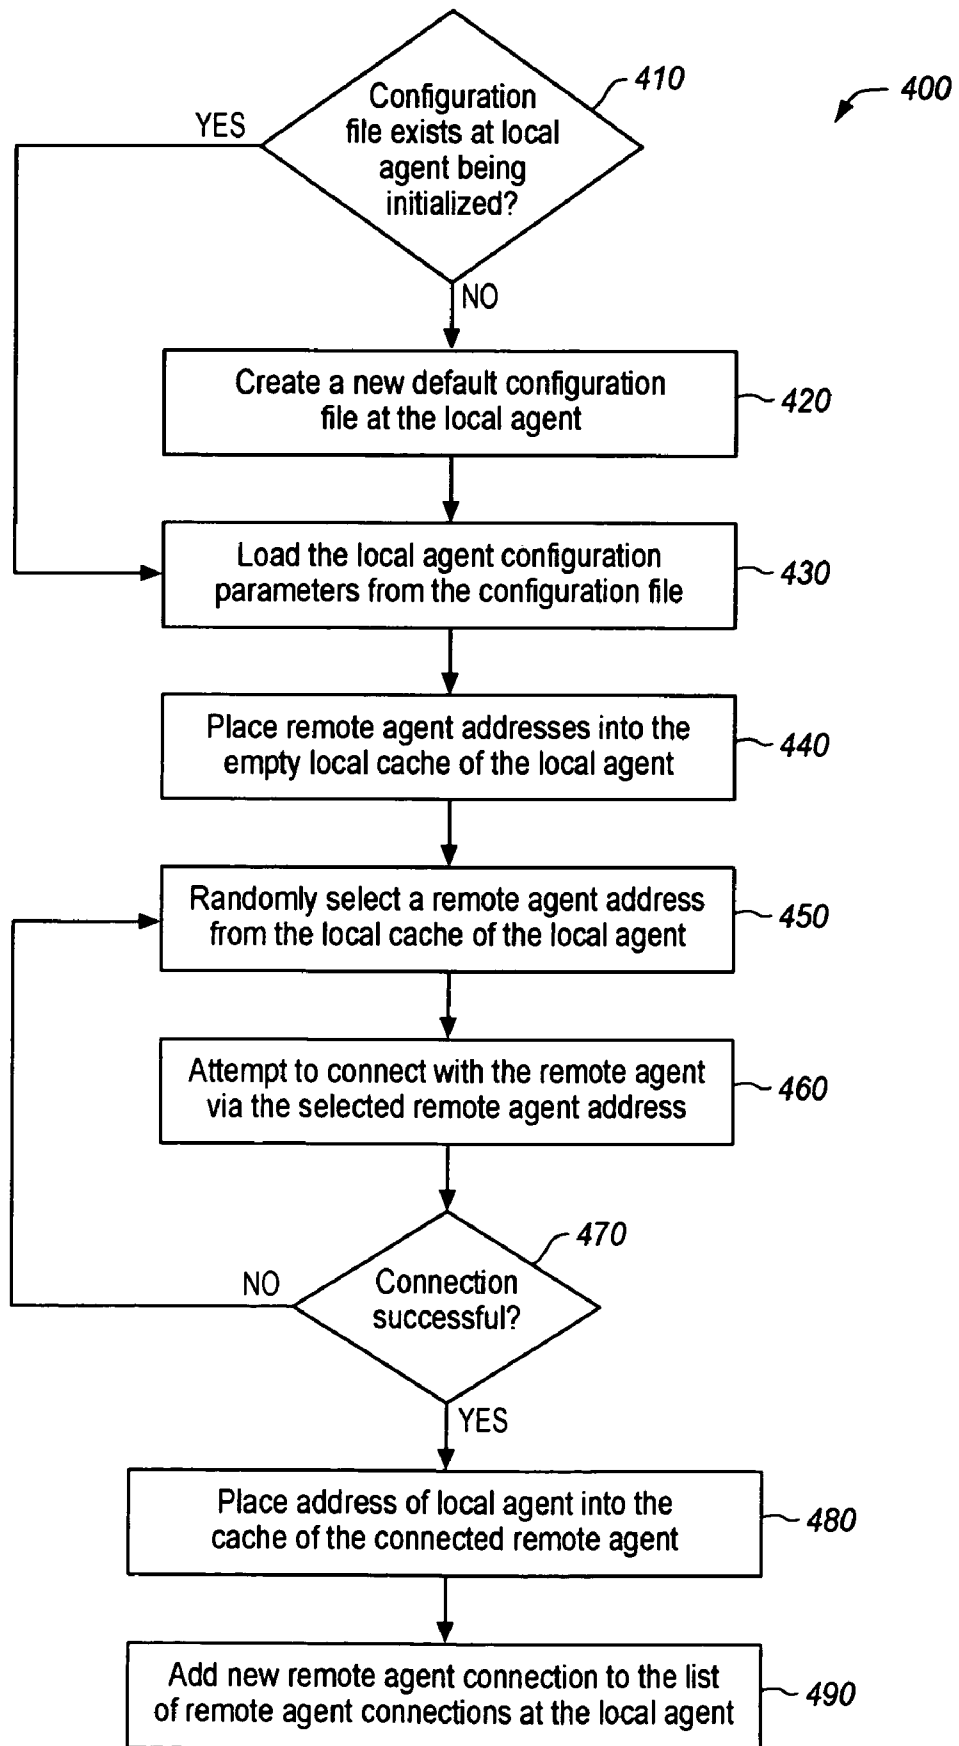 410
400
Configuration
file exists at local
agent being
initialized?
YES
NO
Create a new default configuration
file at the local agent
420
Load the local agent configuration
parameters from the configuration file
430
Place remote agent addresses into the
empty local cache of the local agent
440
Randomly select a remote agent address
from the local cache of the local agent
450
Attempt to connect with the remote agent
via the selected remote agent address
460
470
Connection
successful?
NO
YES
Place address of local agent into the
cache of the connected remote agent
480
Add new remote agent connection to the list
of remote agent connections at the local agent
490